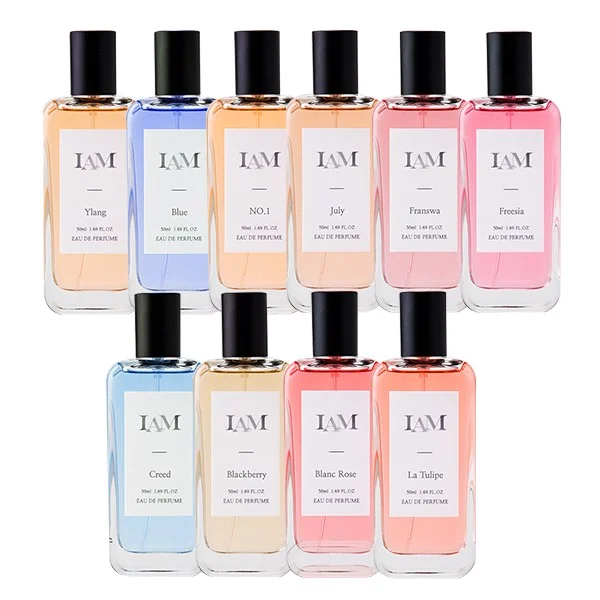 IAM
Ylang
50ml 1.69 FL.OZ
EAU DE PERFUME
IAM
Blue
50ml 1.69 FL.OZ
EAU DE PERFUME
IAM
NO.1
50ml 1.69 FL.OZ
EAU DE PERFUME
IAM
July
50ml 1.69 FL.OZ
EAU DE PERFUME
IAM
Franswa
50ml 1.69 FL.OZ
EAU DE PERFUME
IAM
Freesia
50ml 1.69 FL.OZ
EAU DE PERFUME
IAM
Creed
50ml 1.69 FL.OZ
EAU DE PERFUME
IAM
Blackberry
50ml 1.69 FL.OZ
EAU DE PERFUME
IAM
Blanc Rose
50ml 1.69 FL.OZ
EAU DE PERFUME
IAM
La Tulipe
50ml 1.69 FL.OZ
EAU DE PERFUME